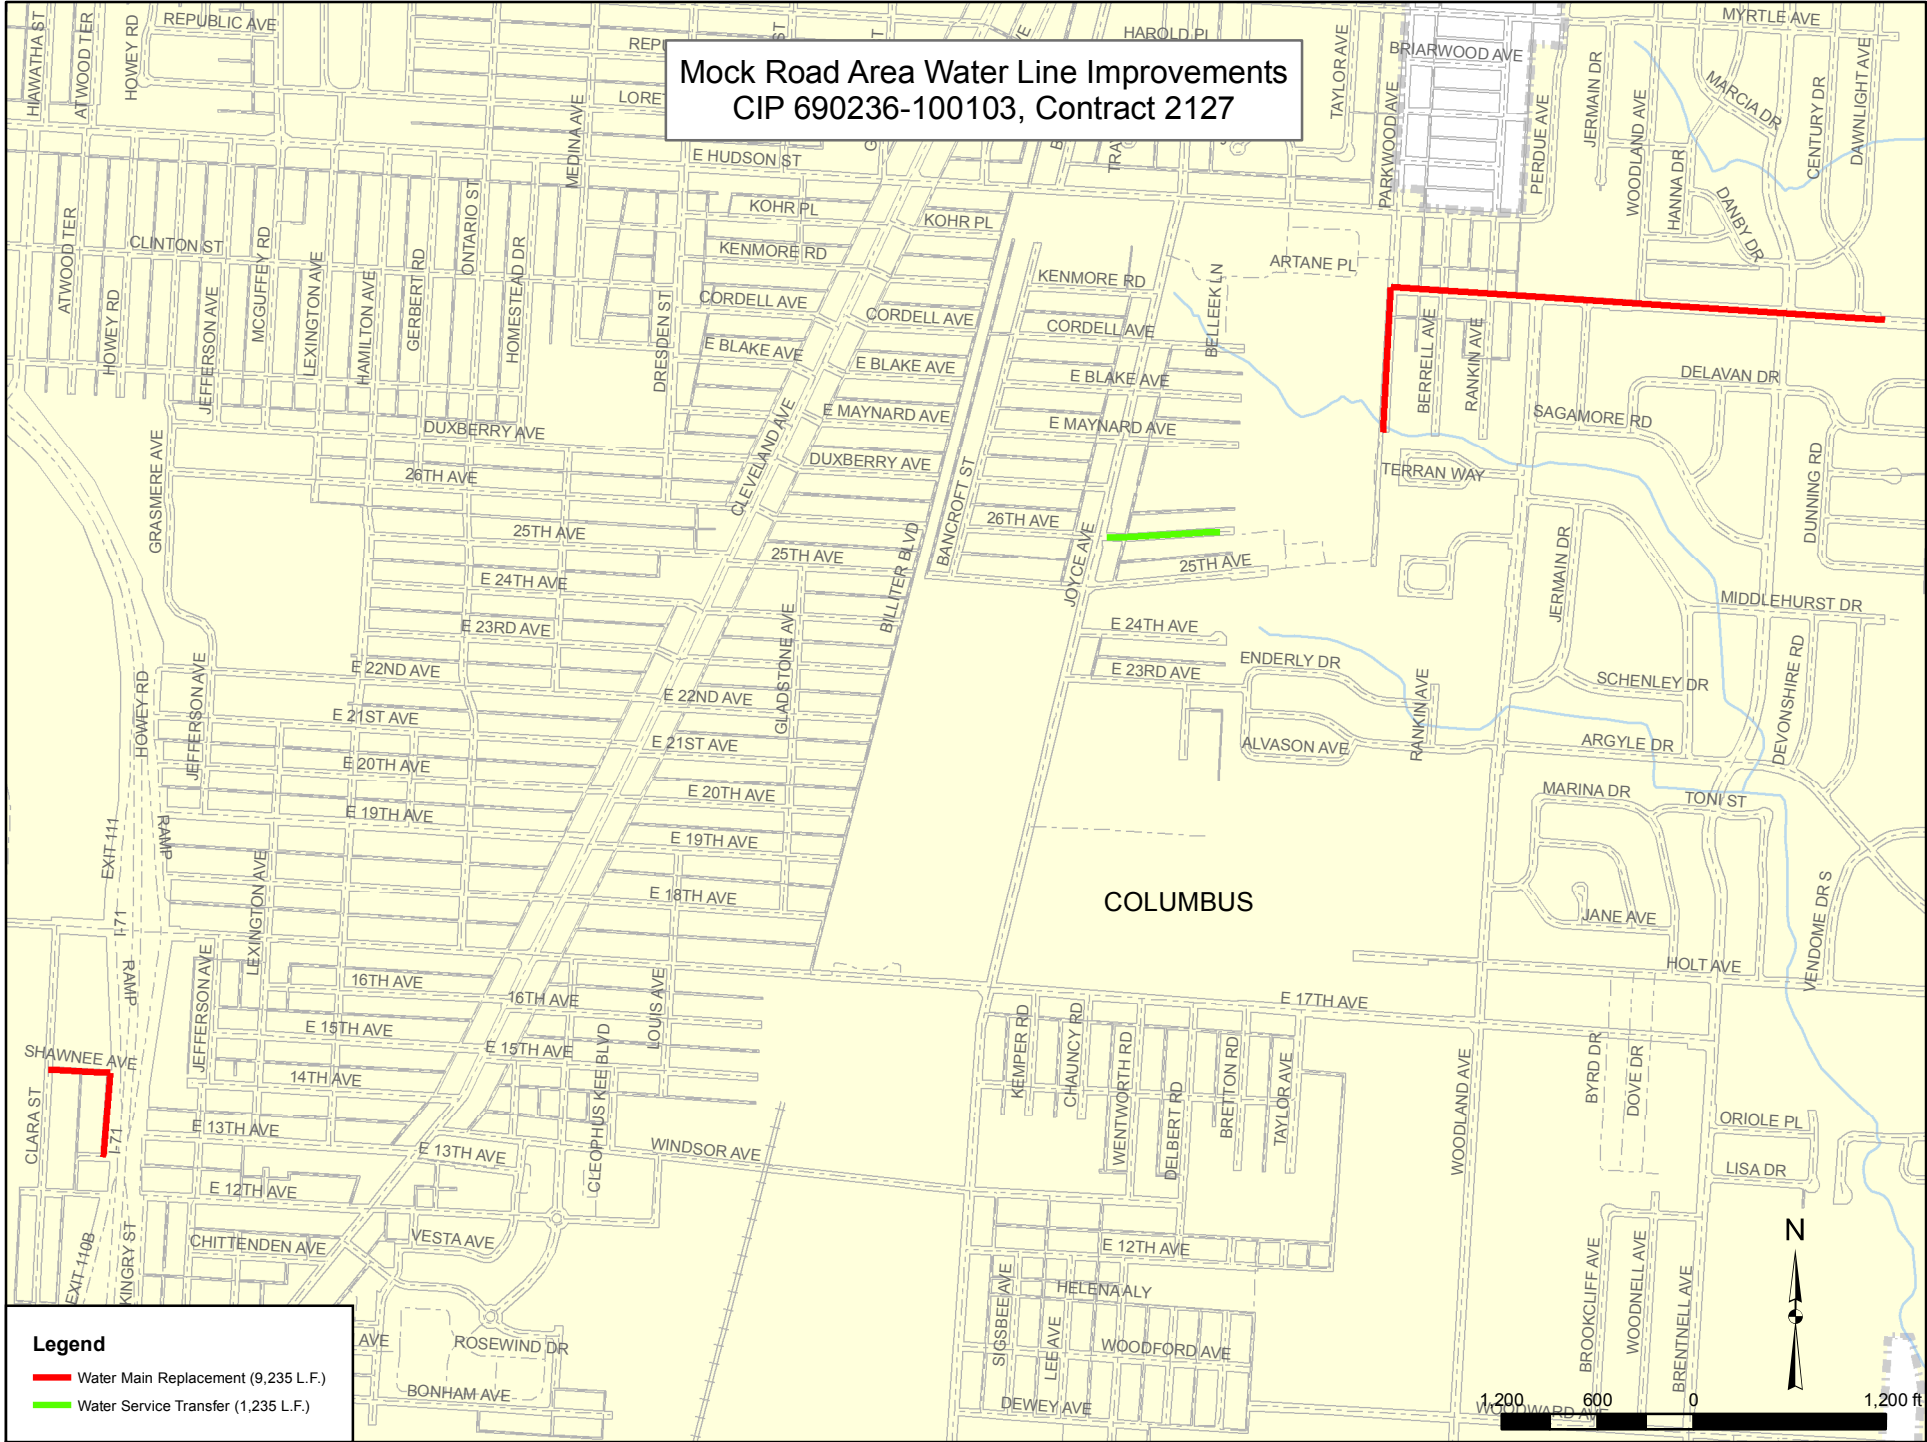 Mock Road Area Water Line Improvements
CIP 690236-100103, Contract 2127
HIAWATHA ST
ATWOOD TER
HOWEY RD
REPUBLIC AVE
HAROLD PL
TAYLOR AVE
BRIARWOOD AVE
MYRTLE AVE
PARKWOOD AVE
PERDUE AVE
JERMAIN DR
WOODLAND AVE
MARCIA DR
CENTURY DR
DAWNLIGHT AVE
MEDINA AVE
E HUDSON ST
KOHR PL
KOHR PL
HANNA DR
DANBY DR
ATWOOD TER
CLINTON ST
MCGUFFEY RD
ONTARIO ST
KENMORE RD
KENMORE RD
ARTANE PL
HOWEY RD
JEFFERSON AVE
LEXINGTON AVE
HAMILTON AVE
GERBERT RD
HOMESTEAD DR
DRESDEN ST
CORDELL AVE
CORDELL AVE
CORDELL AVE
BELLEEK LN
E BLAKE AVE
E BLAKE AVE
E BLAKE AVE
BERRELL AVE
RANKIN AVE
DELAVAN DR
E MAYNARD AVE
E MAYNARD AVE
SAGAMORE RD
DUXBERRY AVE
DUXBERRY AVE
CLEVELAND AVE
GRASMERE AVE
26TH AVE
TERRAN WAY
DUNNING RD
25TH AVE
25TH AVE
26TH AVE
25TH AVE
BILLITER BLVD
BANCROFT ST
JOYCE AVE
JERMAIN DR
E 24TH AVE
E 24TH AVE
MIDDLEHURST DR
E 23RD AVE
E 23RD AVE
GLADSTONE AVE
ENDERLY DR
DEVONSHIRE RD
E 22ND AVE
E 22ND AVE
SCHENLEY DR
HOWEY RD
JEFFERSON AVE
E 21ST AVE
E 21ST AVE
ALVASON AVE
RANKIN AVE
ARGYLE DR
E 20TH AVE
E 20TH AVE
MARINA DR
TONI ST
E 19TH AVE
E 19TH AVE
EXIT 111
RAMP
E 18TH AVE
COLUMBUS
JANE AVE
I-71
LEXINGTON AVE
VENDOME DR S
HOLT AVE
RAMP
JEFFERSON AVE
16TH AVE
16TH AVE
LOUIS AVE
E 17TH AVE
E 15TH AVE
E 15TH AVE
CLEOPHUS KEE BLVD
KEMPER RD
CHAUNCY RD
WENTWORTH RD
DELBERT RD
BRETTON RD
TAYLOR AVE
WOODLAND AVE
BYRD DR
DOVE DR
SHAWNEE AVE
14TH AVE
CLARA ST
I-71
E 13TH AVE
E 13TH AVE
WINDSOR AVE
ORIOLE PL
LISA DR
E 12TH AVE
CHITTENDEN AVE
VESTA AVE
E 12TH AVE
EXIT 110B
KINGRY ST
HELENA ALY
SIGSBEE AVE
LEE AVE
WOODFORD AVE
BROOKCLIFF AVE
WOODNELL AVE
BRENTNELL AVE
AVE
ROSEWIND DR
BONHAM AVE
DEWEY AVE
WOODWARD AVE
N
1,200 600 0 1,200 ft
Legend
Water Main Replacement (9,235 L.F.)
Water Service Transfer (1,235 L.F.)